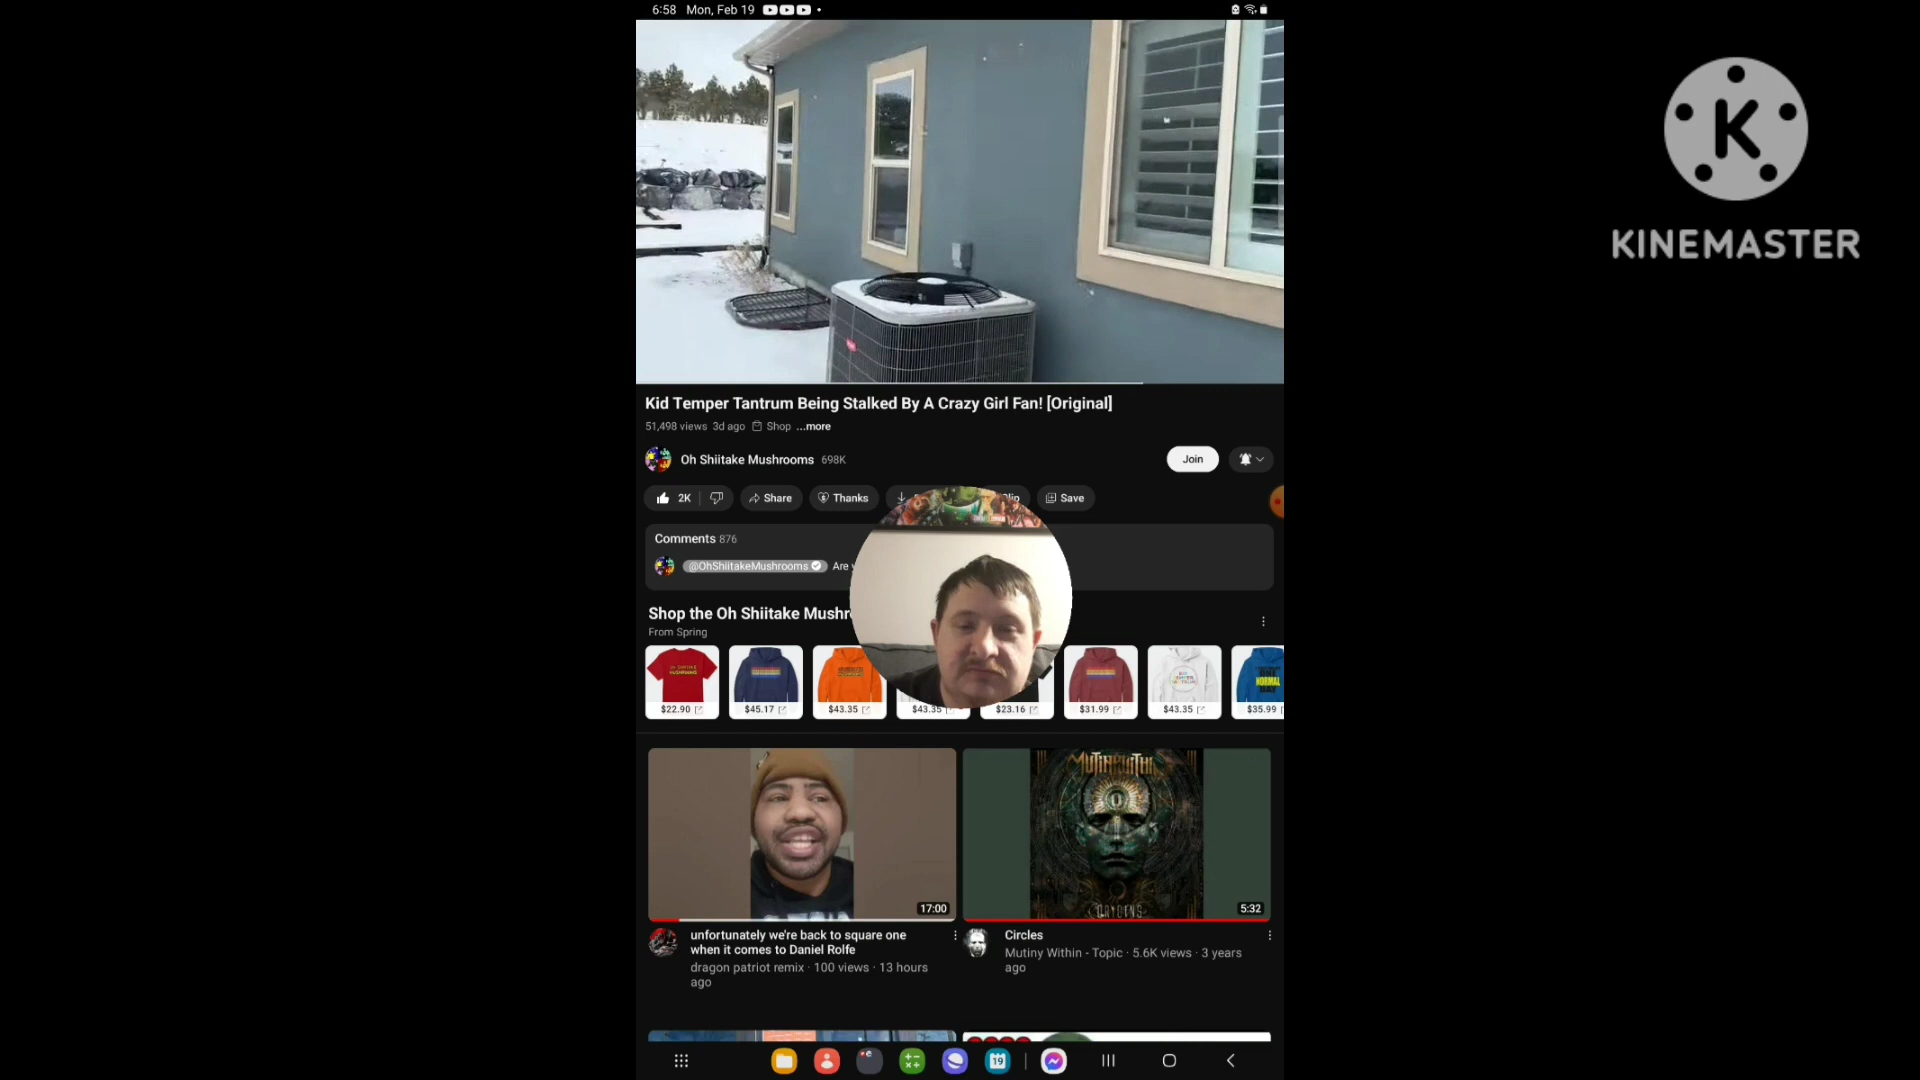 6:58 Mon, Feb 19
KINEMASTER
Kid Temper Tantrum Being Stalked By A Crazy Girl Fan! [Original]
51,498 views 3d ago Shop ...more
Oh Shiitake Mushrooms 698K
Join
2K Share Thanks Save
Comments 876
@OhShiitakeMushrooms Are
Shop the Oh Shiitake Mushr
From Spring
$22.90 $45.17 $43.35 $43.35 $23.16 $31.99 $43.35 $35.99
17:00
5:32
unfortunately we're back to square one
when it comes to Daniel Rolfe
dragon patriot remix · 100 views · 13 hours
ago
Circles
Mutiny Within - Topic · 5.6K views · 3 years
ago
19